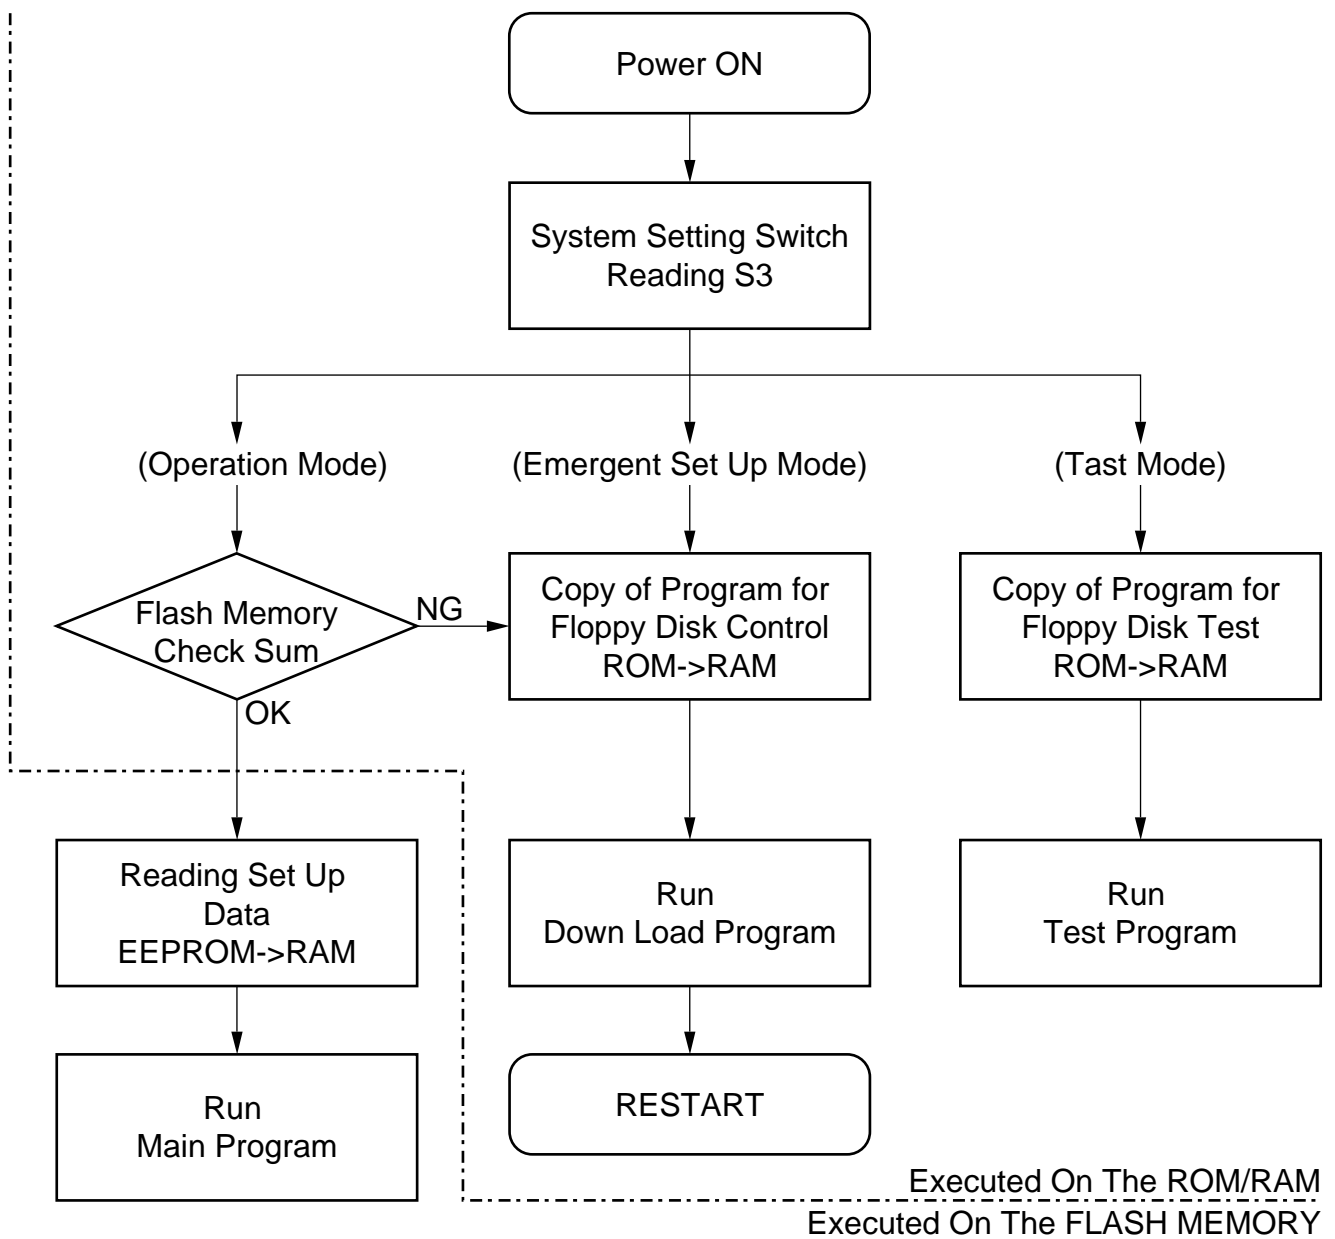 Power ON
System Setting Switch
Reading S3
(Operation Mode)
(Emergent Set Up Mode)
(Tast Mode)
Flash Memory
Check Sum
NG
OK
Copy of Program for
Floppy Disk Control
ROM->RAM
Copy of Program for
Floppy Disk Test
ROM->RAM
Reading Set Up
Data
EEPROM->RAM
Run
Down Load Program
Run
Test Program
Run
Main Program
RESTART
Executed On The ROM/RAM
Executed On The FLASH MEMORY